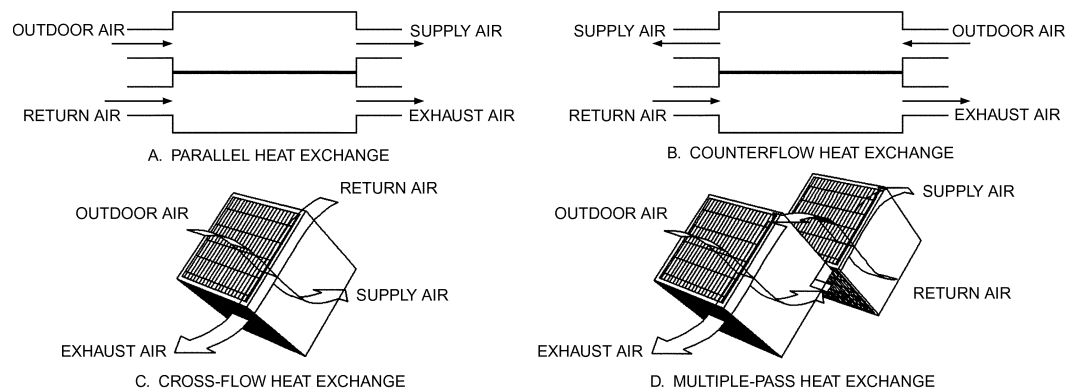 OUTDOOR AIR
SUPPLY AIR
RETURN AIR
EXHAUST AIR
A. PARALLEL HEAT EXCHANGE
SUPPLY AIR
OUTDOOR AIR
RETURN AIR
EXHAUST AIR
B. COUNTERFLOW HEAT EXCHANGE
RETURN AIR
OUTDOOR AIR
SUPPLY AIR
EXHAUST AIR
C. CROSS-FLOW HEAT EXCHANGE
SUPPLY AIR
OUTDOOR AIR
RETURN AIR
EXHAUST AIR
D. MULTIPLE-PASS HEAT EXCHANGE